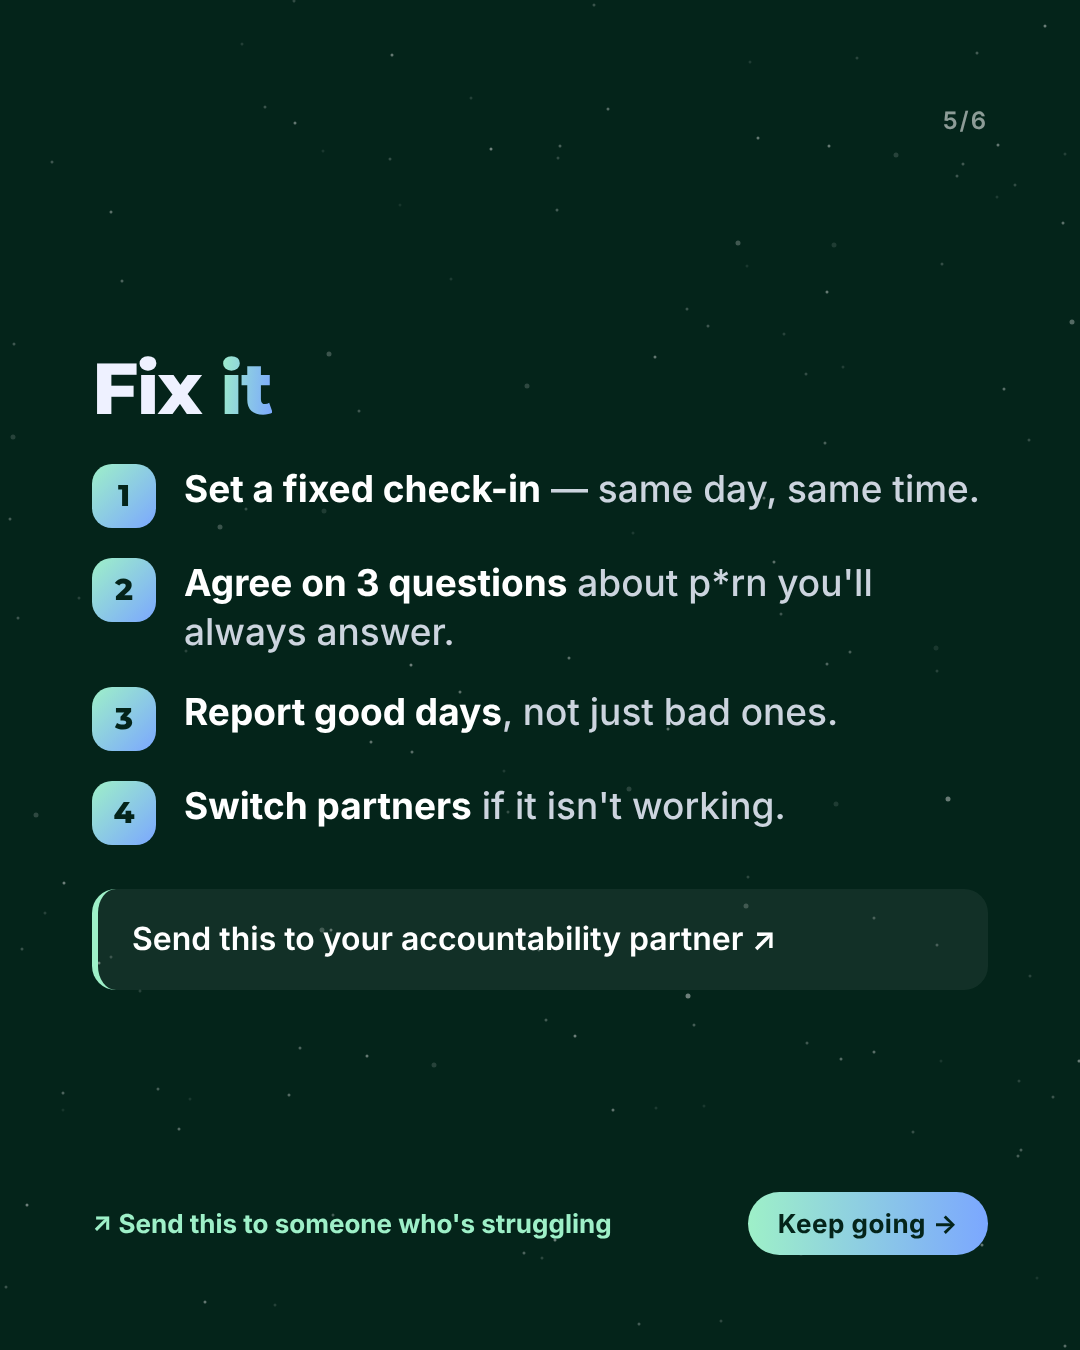 5/6
Fix it
1 Set a fixed check-in — same day, same time.
2 Agree on 3 questions about p*rn you'll
always answer.
3 Report good days, not just bad ones.
4 Switch partners if it isn't working.
Send this to your accountability partner ↗
↗ Send this to someone who's struggling
Keep going →